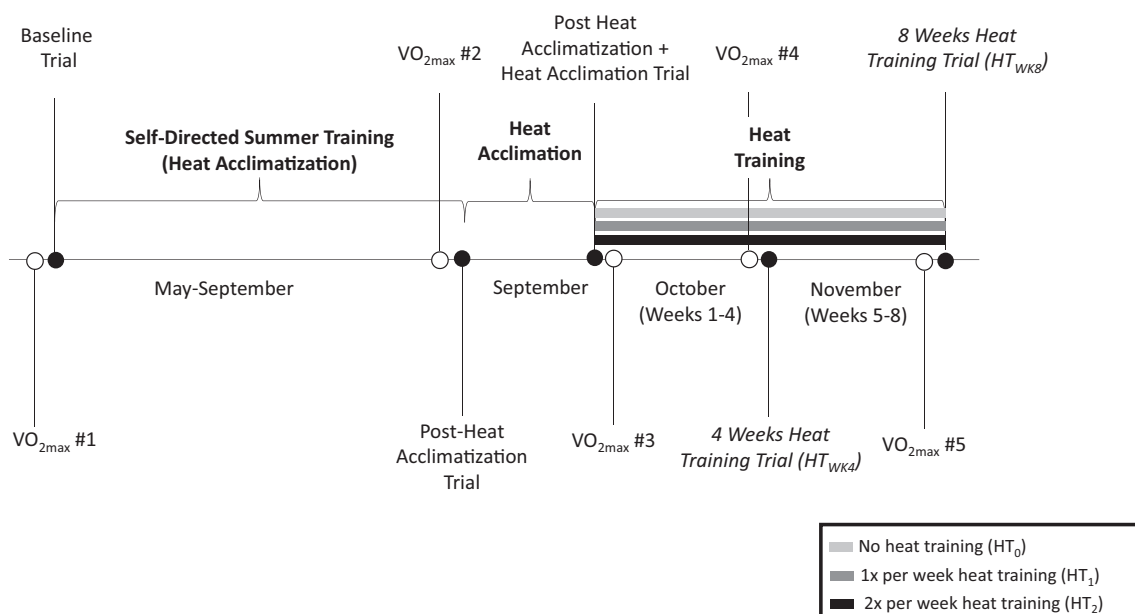 Baseline
Trial
VO2max #2
Post Heat
Acclimatization +
Heat Acclimation Trial
VO2max #4
8 Weeks Heat
Training Trial (HTWK8)
Self-Directed Summer Training
(Heat Acclimatization)
Heat
Acclimation
Heat
Training
May-September
September
October
(Weeks 1-4)
November
(Weeks 5-8)
VO2max #1
Post-Heat
Acclimatization
Trial
VO2max #3
4 Weeks Heat
Training Trial (HTWK4)
VO2max #5
No heat training (HT0)
1x per week heat training (HT1)
2x per week heat training (HT2)